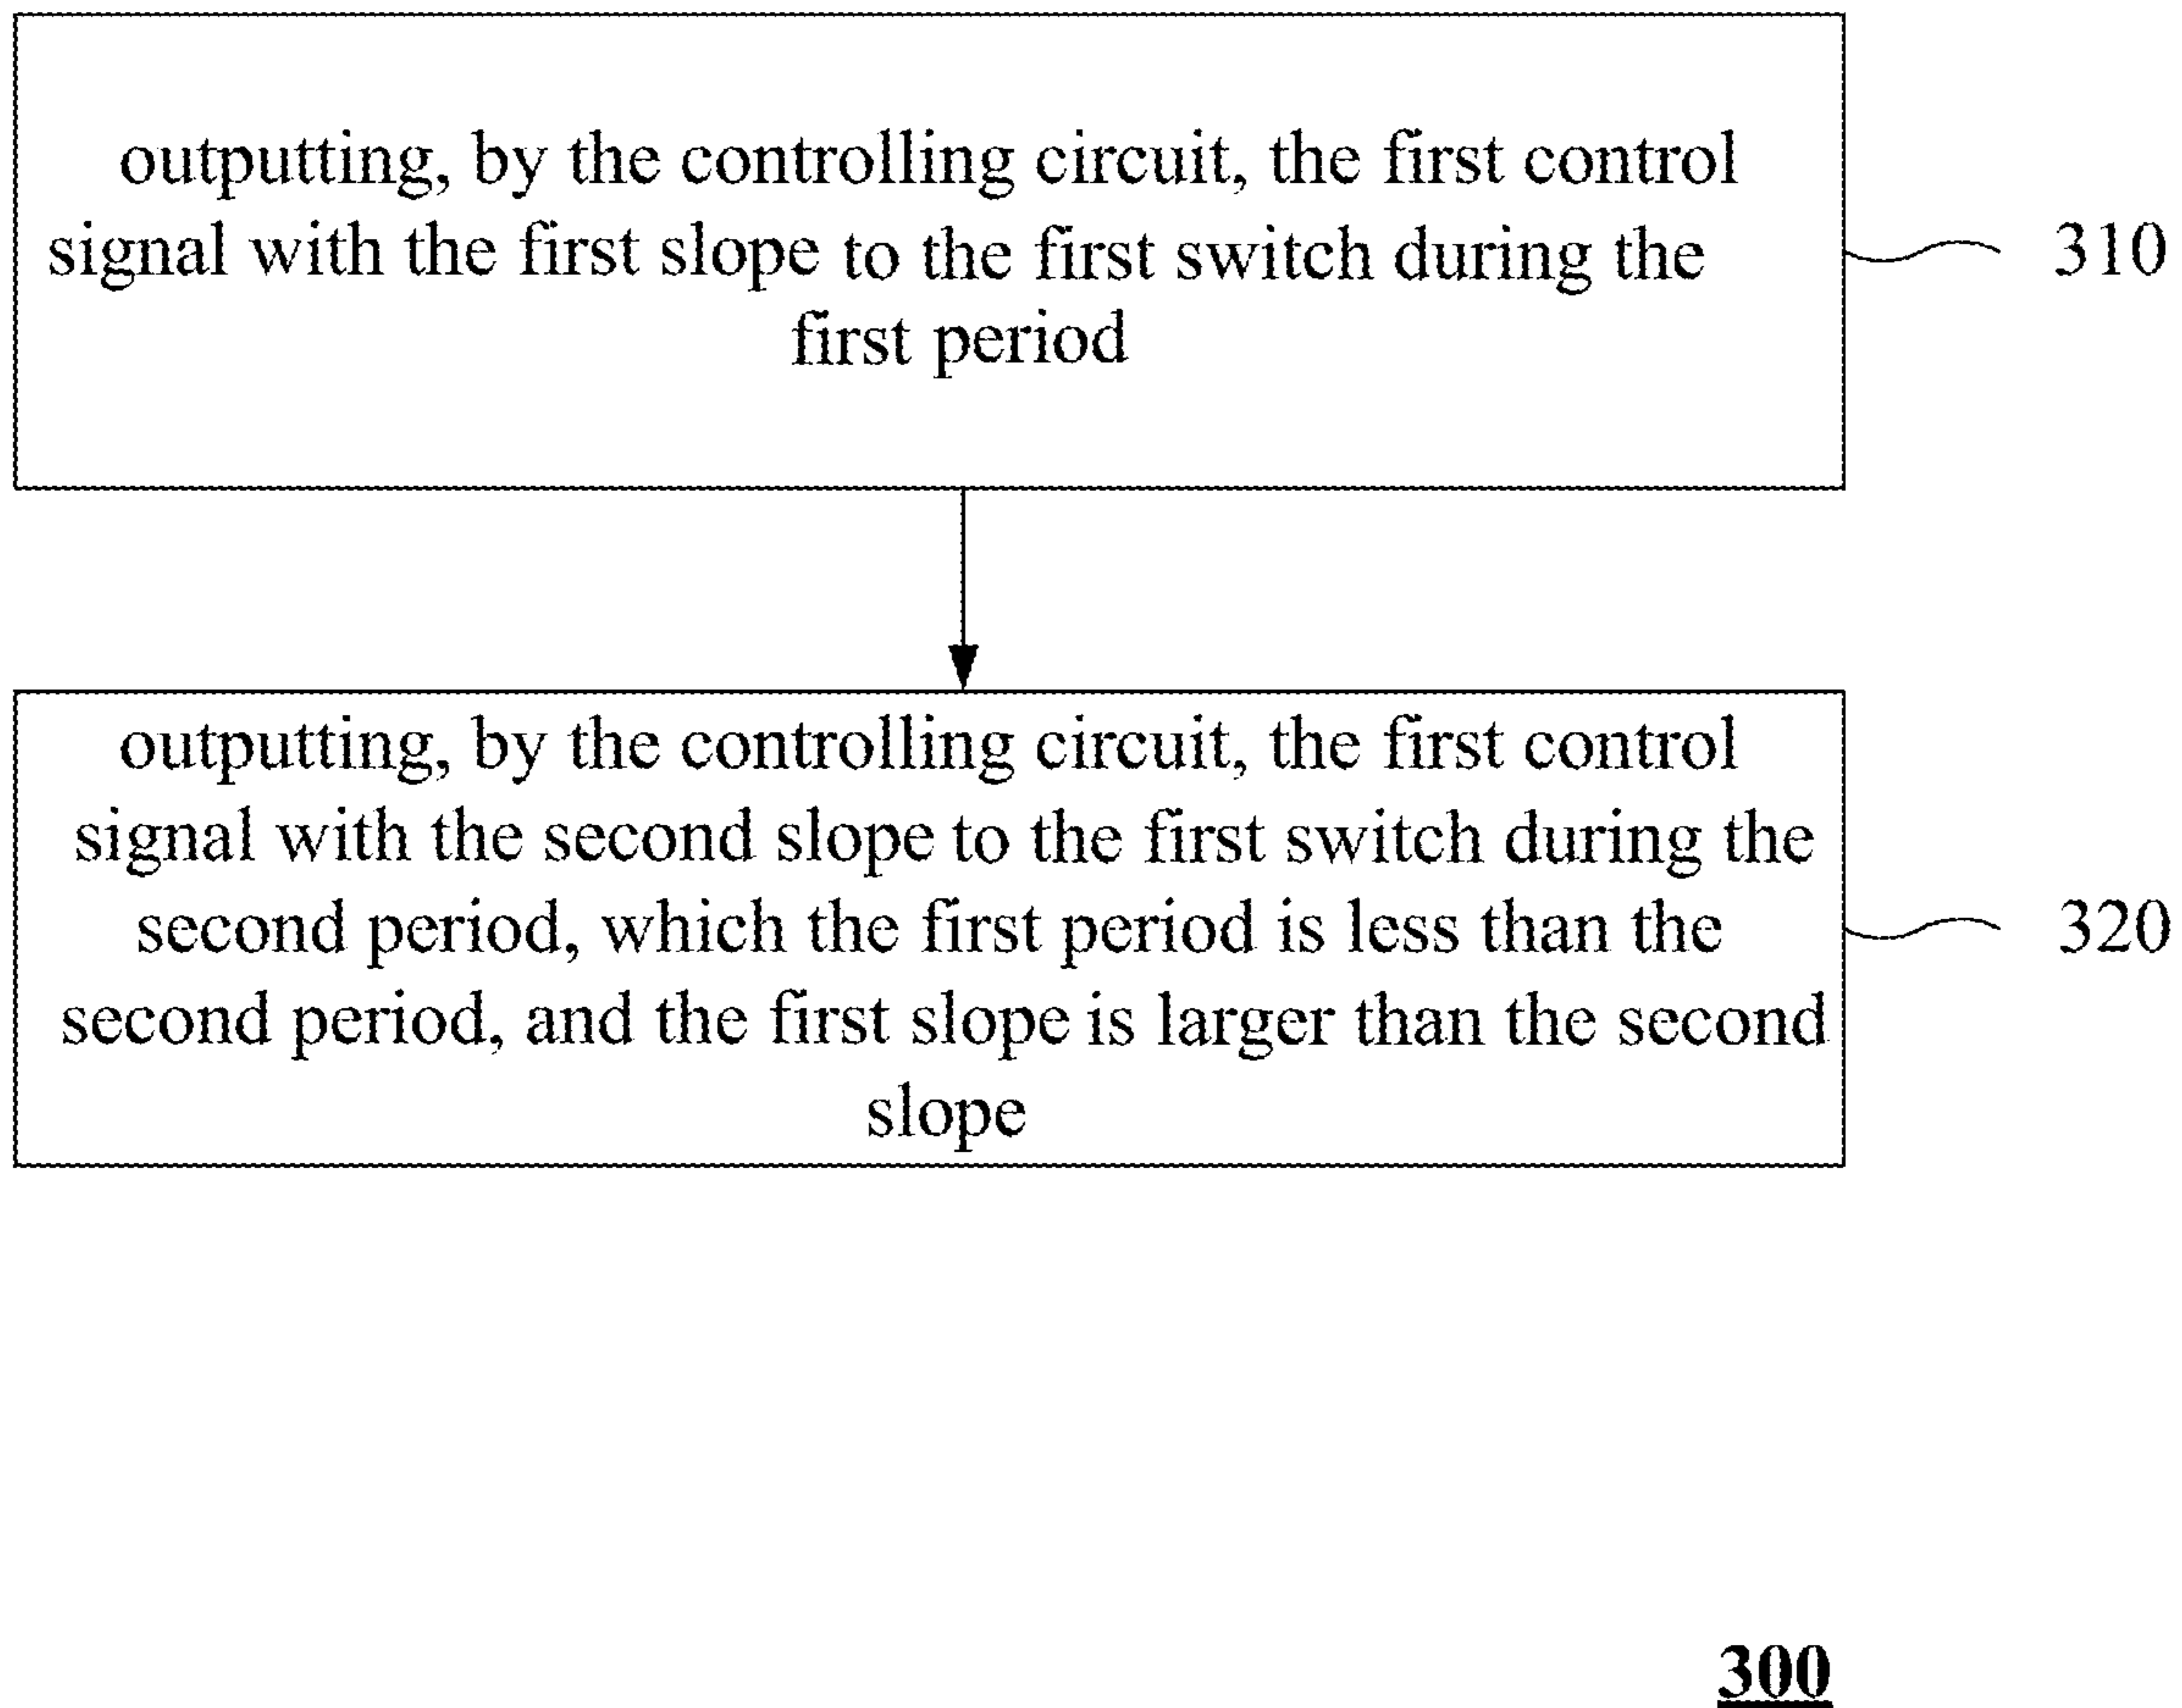 outputting, by the controlling circuit, the first control
signal with the first slope to the first switch during the
first period
310
outputting, by the controlling circuit, the first control
signal with the second slope to the first switch during the
second period, which the first period is less than the
second period, and the first slope is larger than the second
slope
320
300